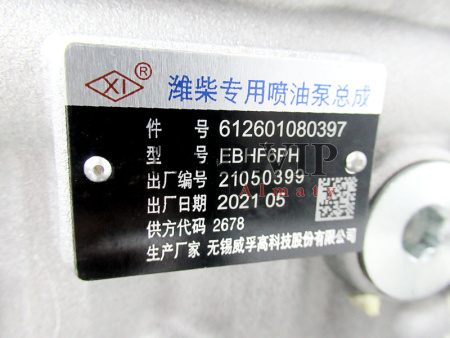 XI ® 潍柴专用喷油泵总成
件 号 612601080397
型 号 EBHF6PH
出厂编号 21050399
出厂日期 2021 05
供方代码 2678
生产厂家 无锡威孚高科技股份有限公司
VIP
Almaty